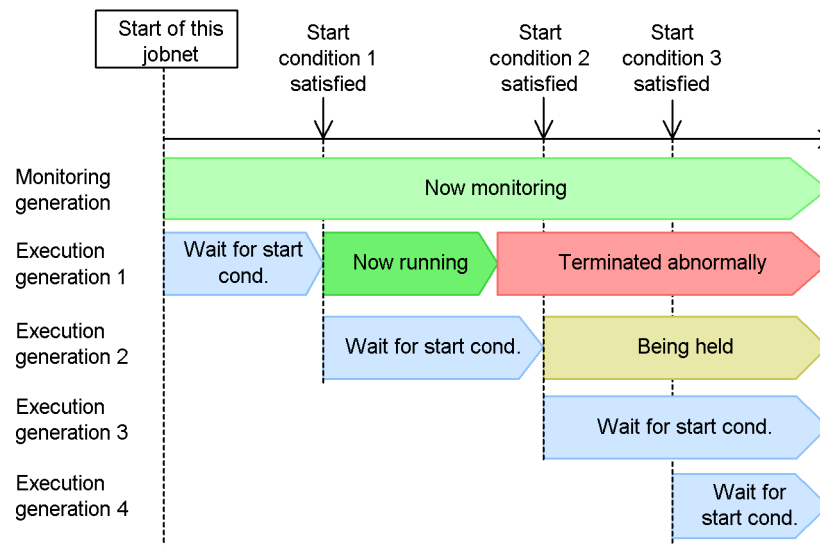 Start of this
jobnet
Start
condition 1
satisfied
Start
condition 2
satisfied
Start
condition 3
satisfied
Monitoring
generation
Now monitoring
Execution
generation 1
Wait for start
cond.
Now running
Terminated abnormally
Execution
generation 2
Wait for start cond.
Being held
Execution
generation 3
Wait for start cond.
Execution
generation 4
Wait for
start cond.